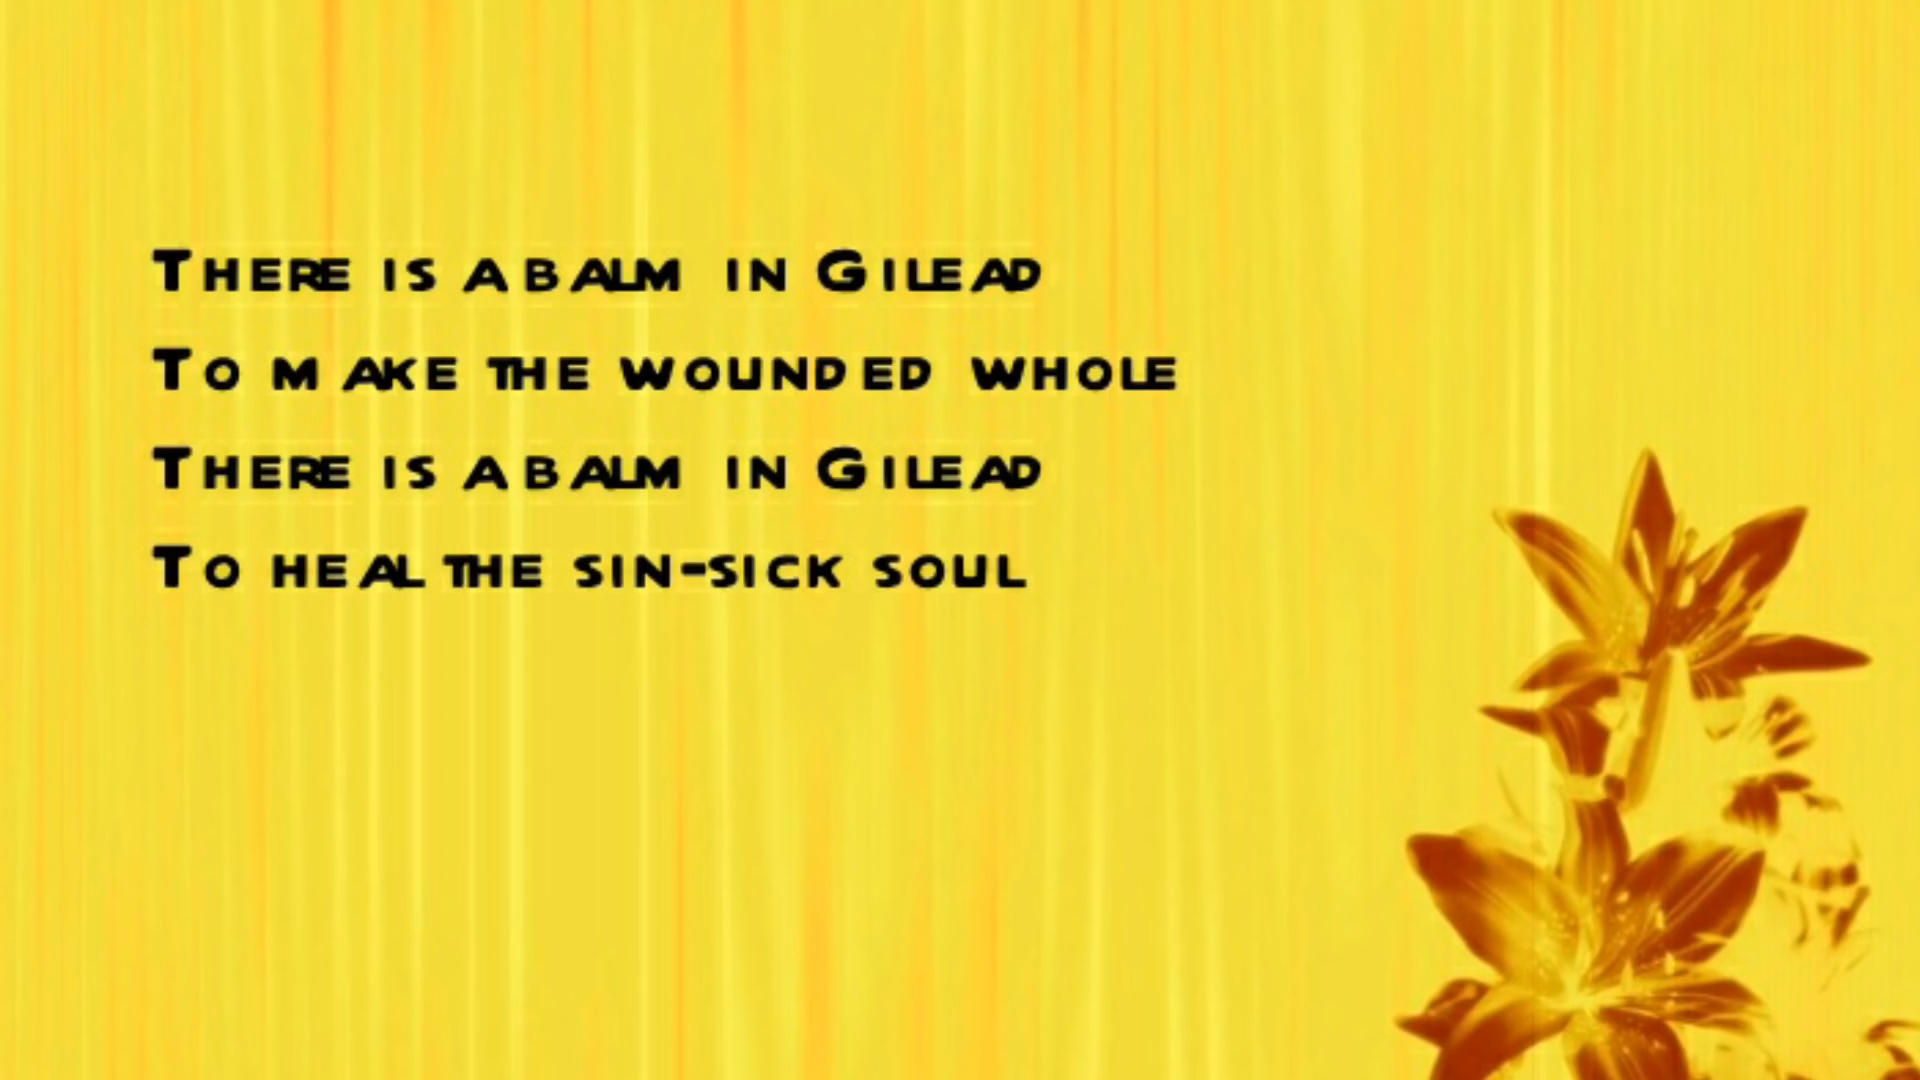 There is a balm in Gilead
To make the wounded whole
There is a balm in Gilead
To heal the sin-sick soul